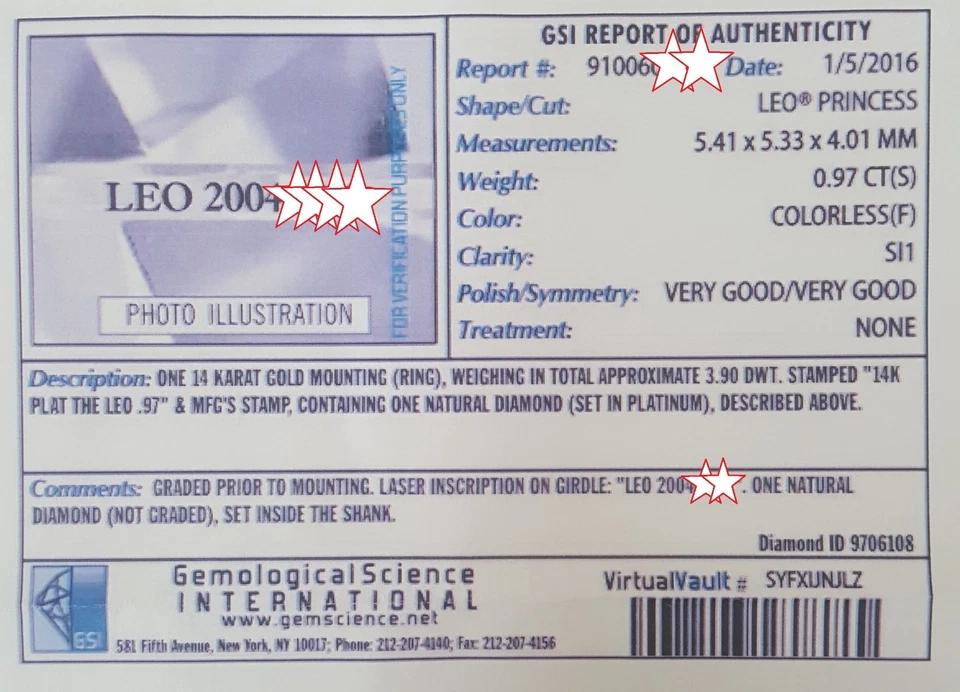 GSI REPORT OF AUTHENTICITY
Report #: 91006 Date: 1/5/2016
Shape/Cut: LEO® PRINCESS
Measurements: 5.41 x 5.33 x 4.01 MM
Weight: 0.97 CT(S)
Color: COLORLESS(F)
Clarity: SI1
Polish/Symmetry: VERY GOOD/VERY GOOD
Treatment: NONE
LEO 2004
PHOTO ILLUSTRATION
FOR VERIFICATION PURPOSES ONLY
Description: ONE 14 KARAT GOLD MOUNTING (RING), WEIGHING IN TOTAL APPROXIMATE 3.90 DWT. STAMPED "14K
PLAT THE LEO .97" & MFG'S STAMP, CONTAINING ONE NATURAL DIAMOND (SET IN PLATINUM), DESCRIBED ABOVE.
Comments: GRADED PRIOR TO MOUNTING. LASER INSCRIPTION ON GIRDLE: "LEO 2004 . ONE NATURAL
DIAMOND (NOT GRADED), SET INSIDE THE SHANK.
Diamond ID 9706108
GSI
Gemological Science
INTERNATIONAL
www.gemscience.net
581 Fifth Avenue, New York, NY 10017; Phone: 212-207-4140; Fax: 212-207-4156
VirtualVault # SYFXUNJLZ